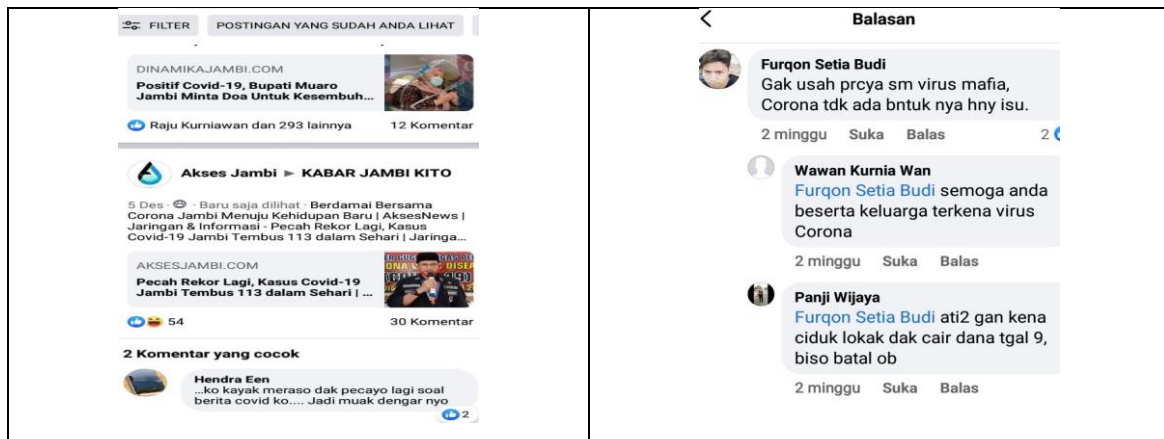 FILTER POSTINGAN YANG SUDAH ANDA LIHAT
DINAMIKAJAMBI.COM
Positif Covid-19, Bupati Muaro
Jambi Minta Doa Untuk Kesembuh...
Raju Kurniawan dan 293 lainnya 12 Komentar
Akses Jambi ▶ KABAR JAMBI KITO
5 Des · Baru saja dilihat · Berdamai Bersama
Corona Jambi Menuju Kehidupan Baru | AksesNews |
Jaringan & Informasi - Pecah Rekor Lagi, Kasus
Covid-19 Jambi Tembus 113 dalam Sehari | Jaringa...
AKSESJAMBI.COM
Pecah Rekor Lagi, Kasus Covid-19
Jambi Tembus 113 dalam Sehari | ...
54 30 Komentar
2 Komentar yang cocok
Hendra Een
...ko kayak meraso dak pecayo lagi soal
berita covid ko.... Jadi muak dengar nyo
2
Balasan
Furqon Setia Budi
Gak usah prcya sm virus mafia,
Corona tdk ada bntuk nya hny isu.
2 minggu Suka Balas 2
Wawan Kurnia Wan
Furqon Setia Budi semoga anda
beserta keluarga terkena virus
Corona
2 minggu Suka Balas
Panji Wijaya
Furqon Setia Budi ati2 gan kena
ciduk lokak dak cair dana tgal 9,
biso batal ob
2 minggu Suka Balas